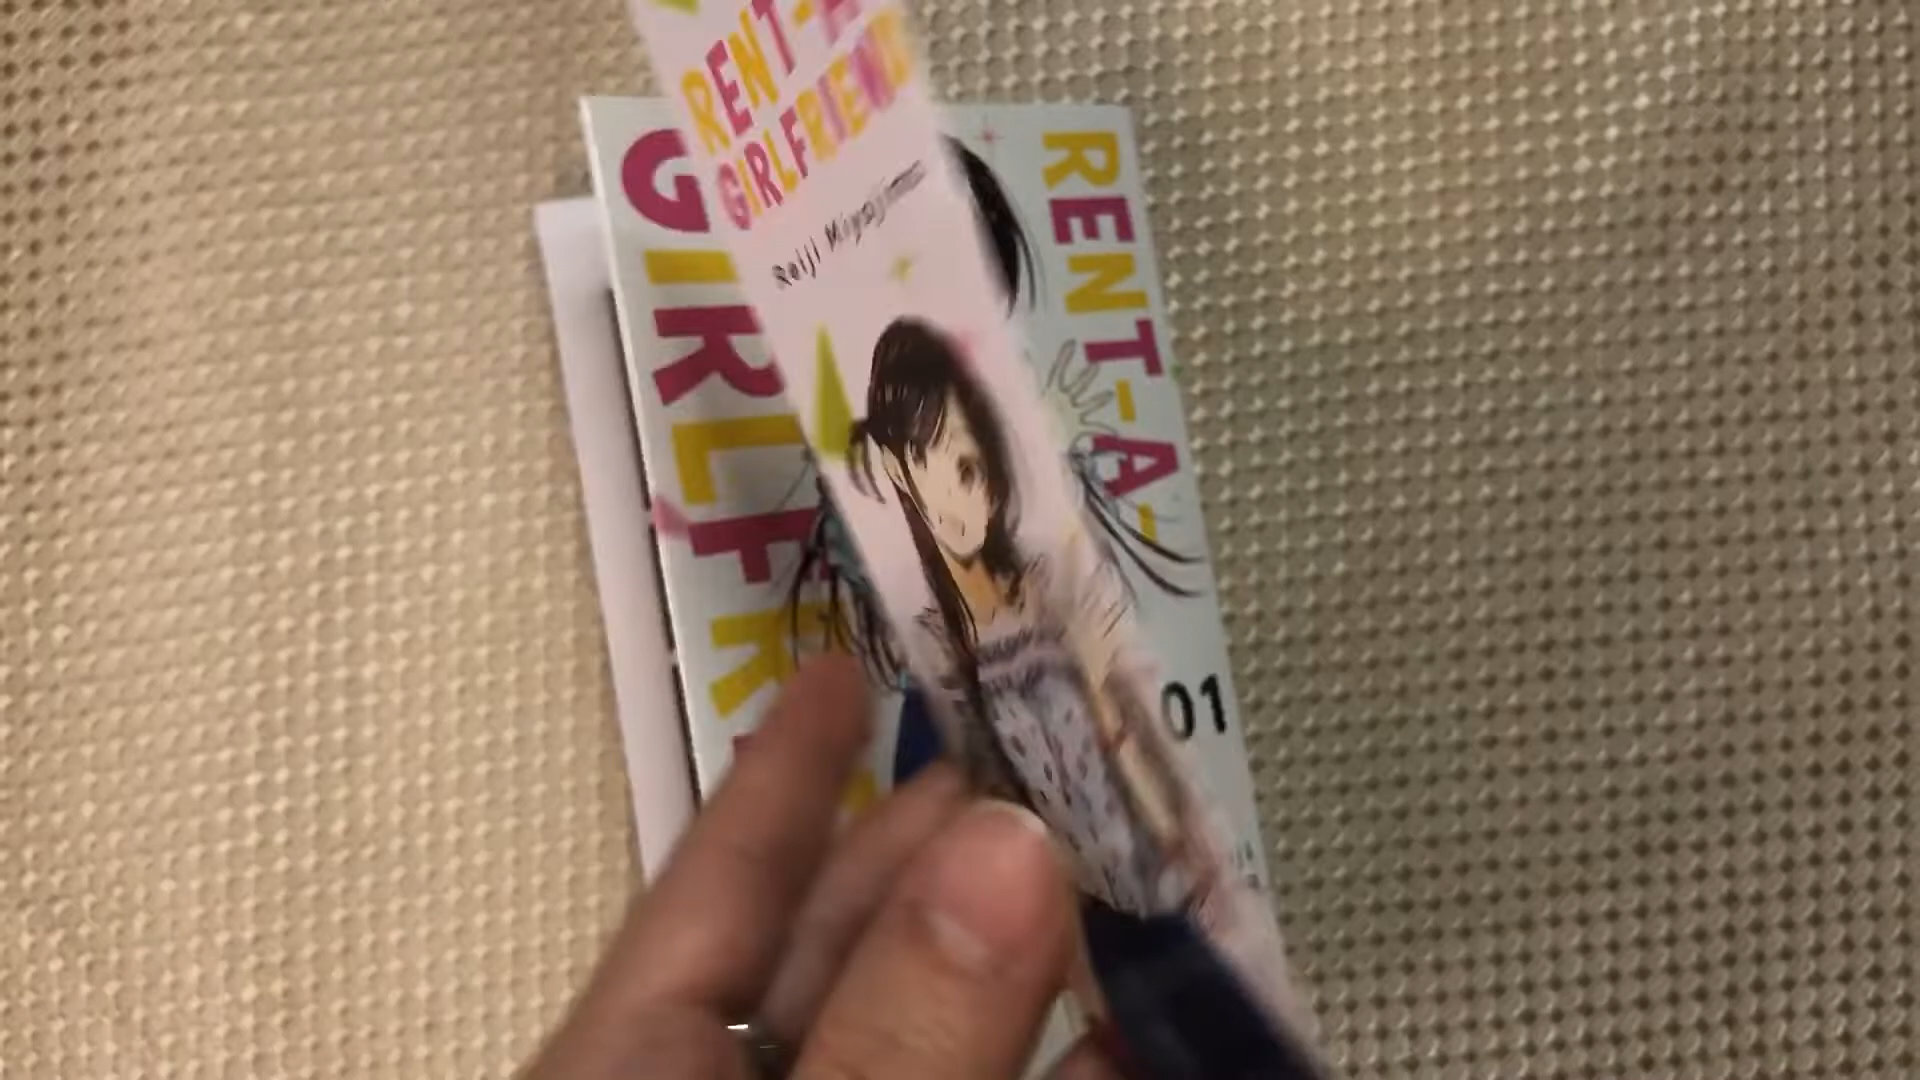 RENT-A
GIRLFRIEND
Reiji Miyajima
RENT-A-
GIRLFR
01